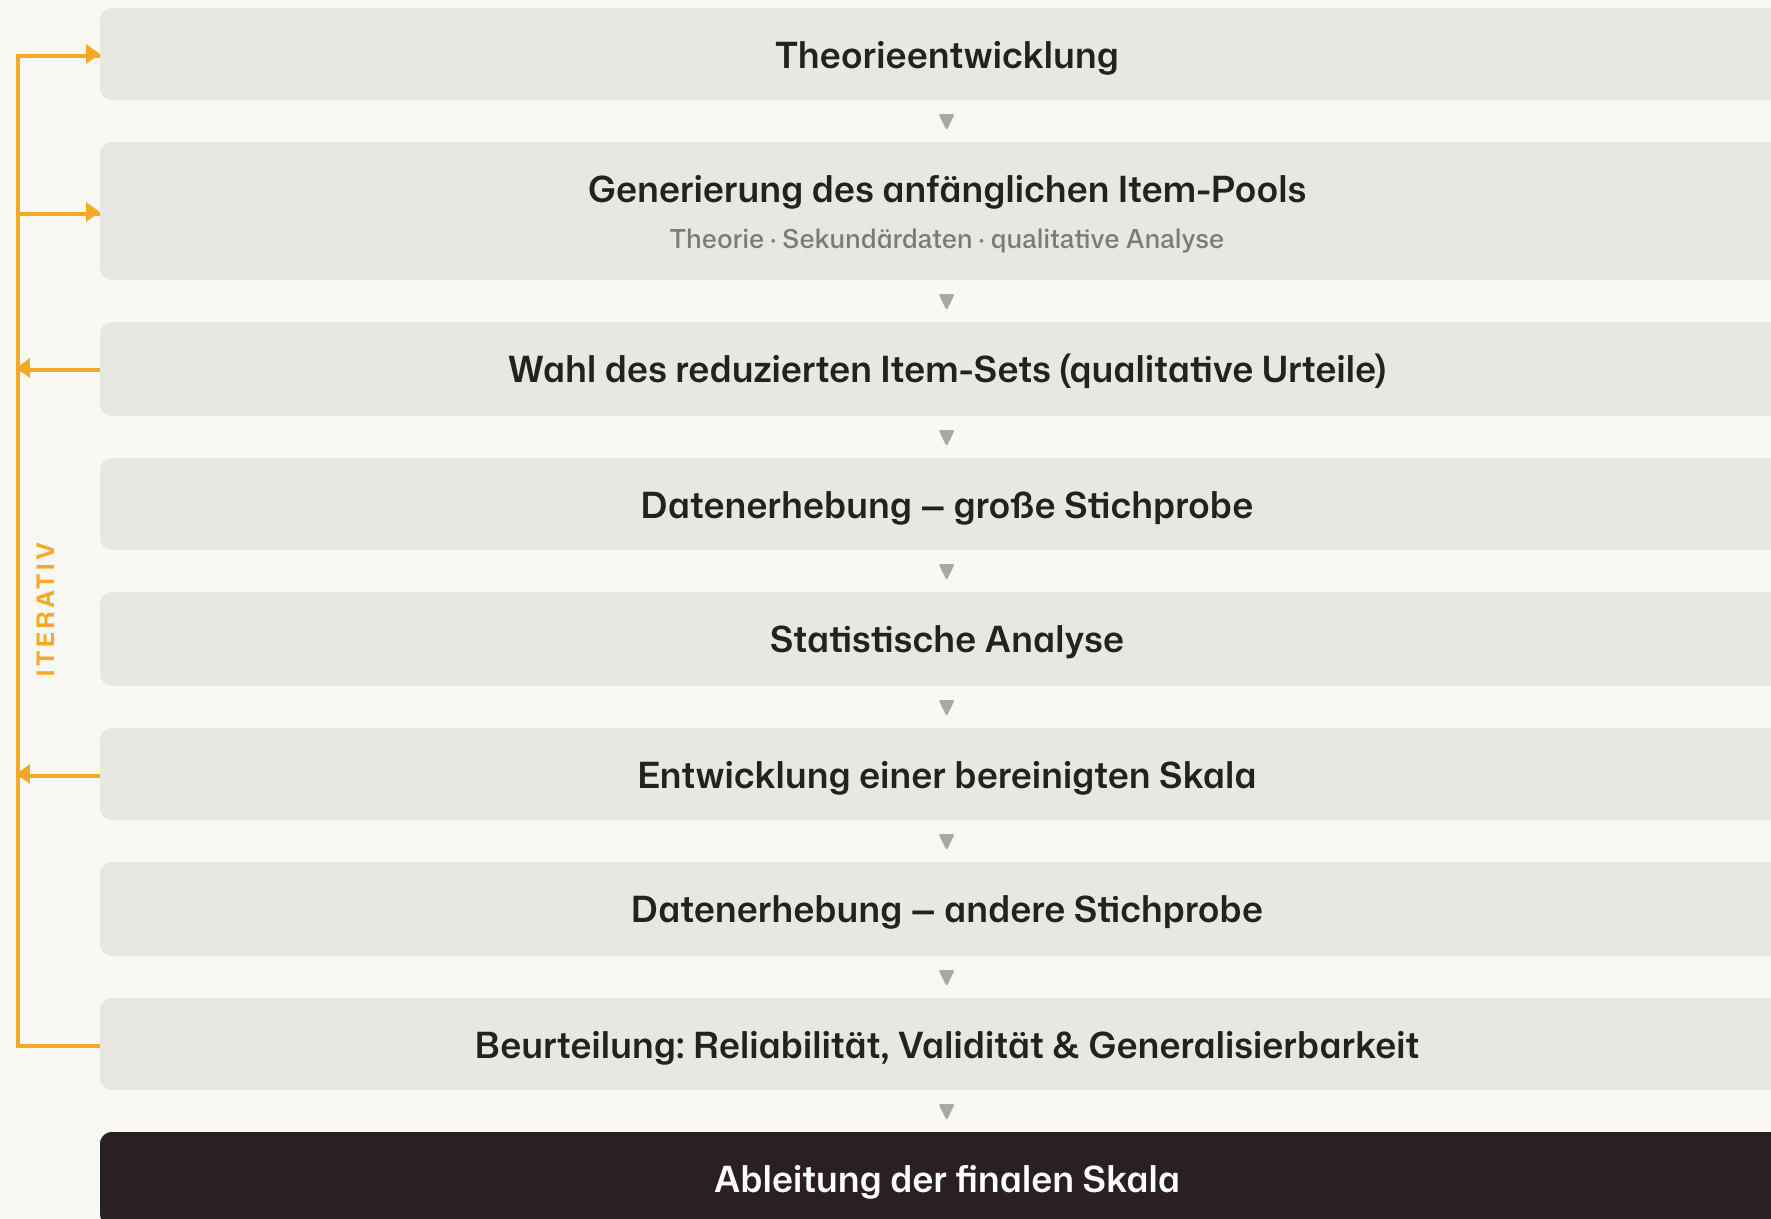 Theorieentwicklung
Generierung des anfänglichen Item-Pools
Theorie · Sekundärdaten · qualitative Analyse
Wahl des reduzierten Item-Sets (qualitative Urteile)
Datenerhebung – große Stichprobe
ITERATIV
Statistische Analyse
Entwicklung einer bereinigten Skala
Datenerhebung – andere Stichprobe
Beurteilung: Reliabilität, Validität & Generalisierbarkeit
Ableitung der finalen Skala